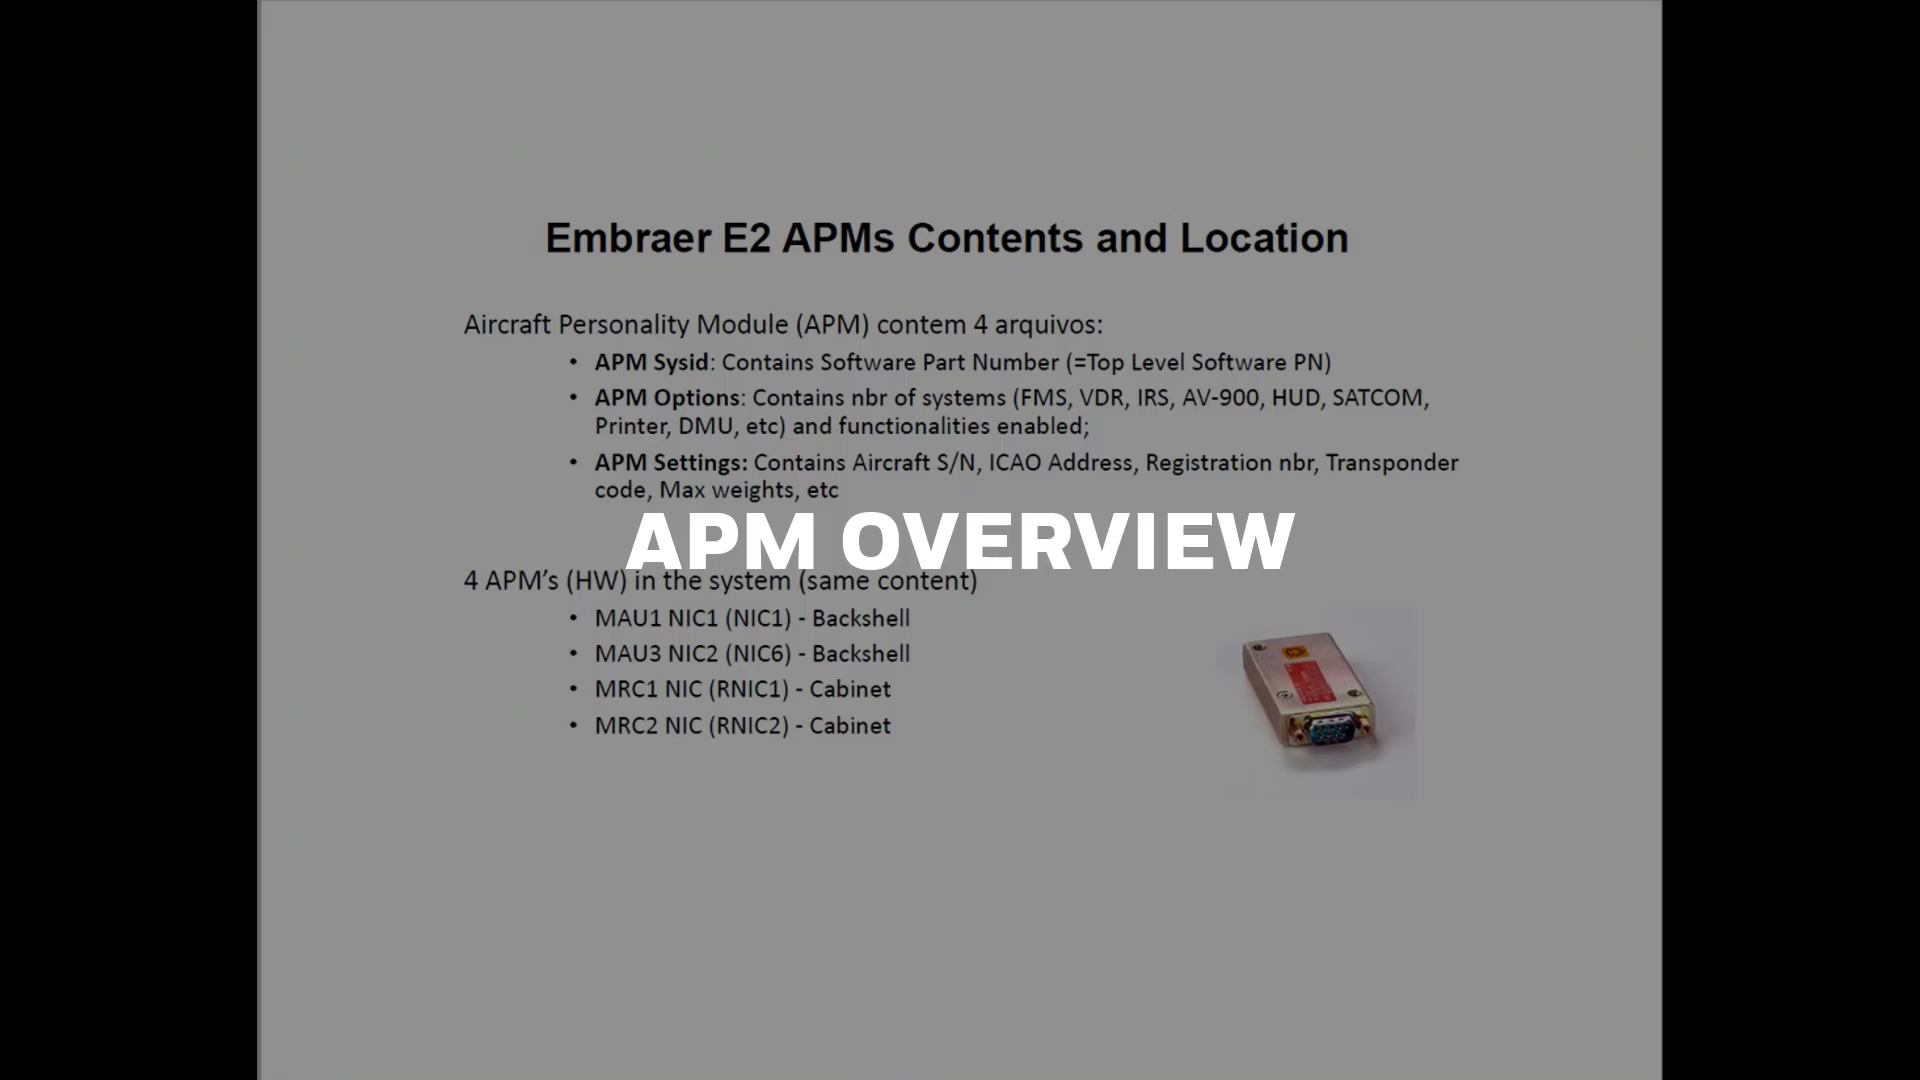 Embraer E2 APMs Contents and Location
Aircraft Personality Module (APM) contem 4 arquivos:
• APM Sysid: Contains Software Part Number (=Top Level Software PN)
• APM Options: Contains nbr of systems (FMS, VDR, IRS, AV-900, HUD, SATCOM,
Printer, DMU, etc) and functionalities enabled;
• APM Settings: Contains Aircraft S/N, ICAO Address, Registration nbr, Transponder
code, Max weights, etc
APM OVERVIEW
4 APM’s (HW) in the system (same content)
• MAU1 NIC1 (NIC1) - Backshell
• MAU3 NIC2 (NIC6) - Backshell
• MRC1 NIC (RNIC1) - Cabinet
• MRC2 NIC (RNIC2) - Cabinet